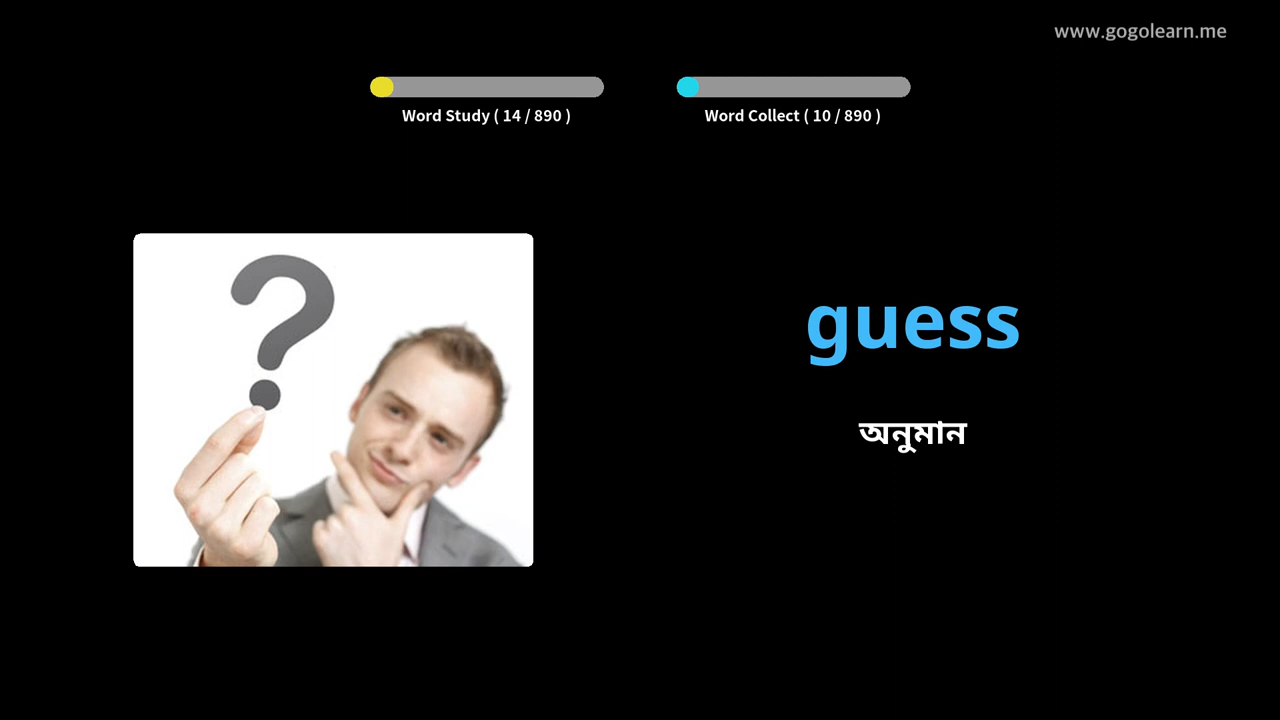 www.gogolearn.me
Word Study ( 14 / 890 )
Word Collect ( 10 / 890 )
?
guess
অনুমান